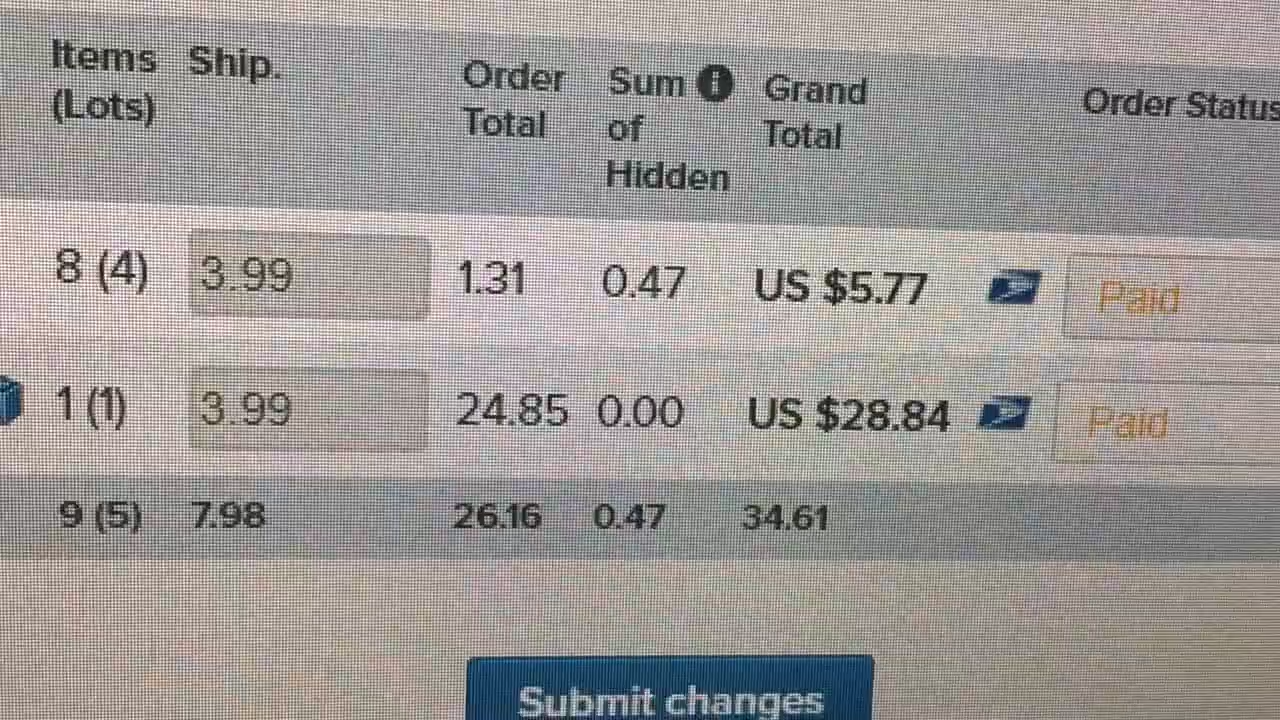 Items Ship. Order Sum i Grand Order Status
(Lots) Total of Total
Hidden
8 (4) 3.99 1.31 0.47 US $5.77 Paid
1 (1) 3.99 24.85 0.00 US $28.84 Paid
9 (5) 7.98 26.16 0.47 34.61
Submit changes